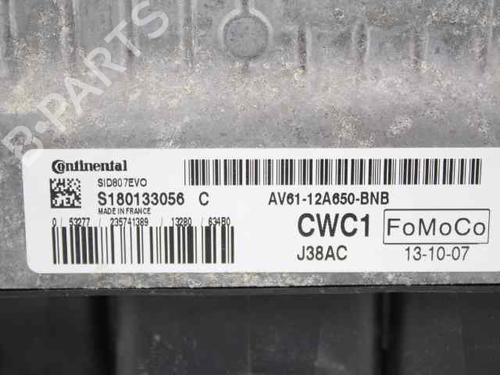 B-PARTS
Continental
SID807EVO
S180133056 C
MADE IN FRANCE
0 / 53277 / 235741389 / 13280 / 634B0
AV61-12A650-BNB
CWC1
FoMoCo
J38AC
13-10-07